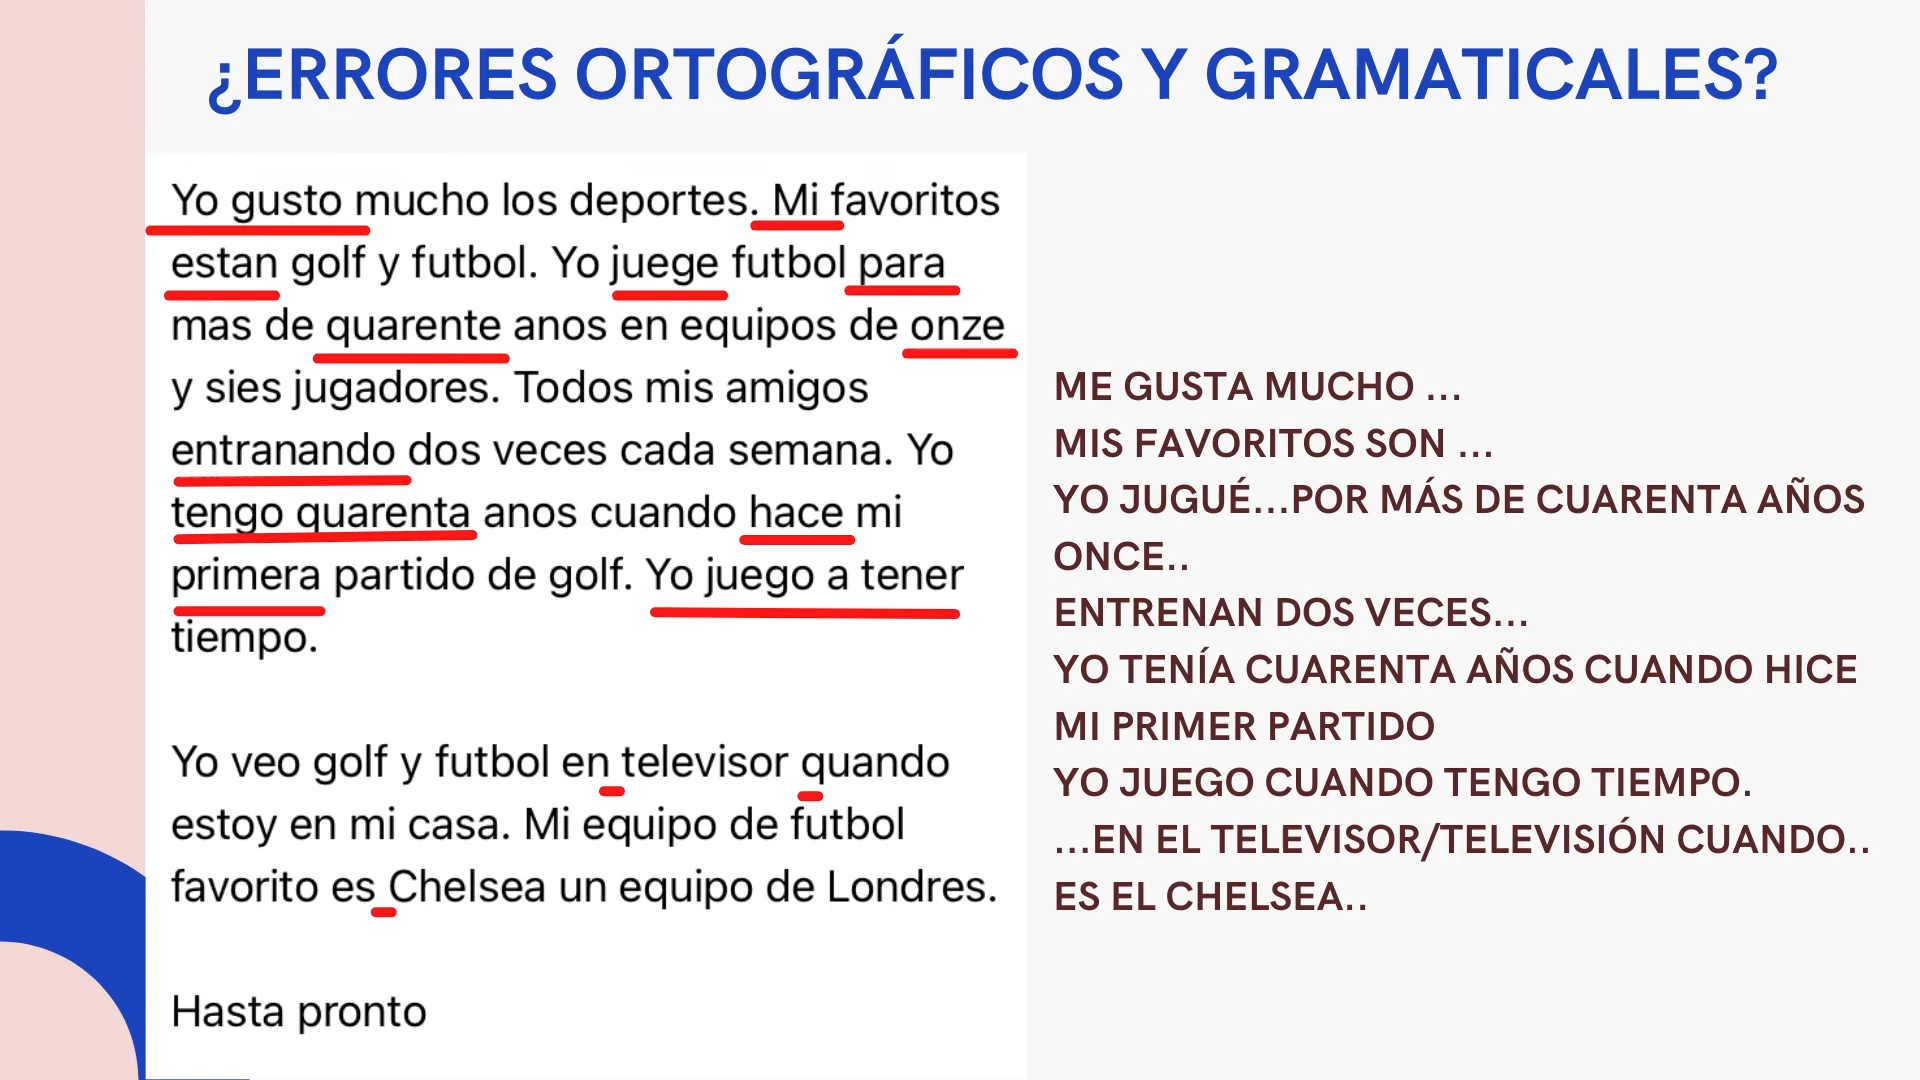 ¿ERRORES ORTOGRÁFICOS Y GRAMATICALES?
Yo gusto mucho los deportes. Mi favoritos
estan golf y futbol. Yo juege futbol para
mas de quarente anos en equipos de onze
y sies jugadores. Todos mis amigos
entranando dos veces cada semana. Yo
tengo quarenta anos cuando hace mi
primera partido de golf. Yo juego a tener
tiempo.
Yo veo golf y futbol en televisor quando
estoy en mi casa. Mi equipo de futbol
favorito es Chelsea un equipo de Londres.
Hasta pronto
ME GUSTA MUCHO ...
MIS FAVORITOS SON ...
YO JUGUÉ...POR MÁS DE CUARENTA AÑOS
ONCE..
ENTRENAN DOS VECES...
YO TENÍA CUARENTA AÑOS CUANDO HICE
MI PRIMER PARTIDO
YO JUEGO CUANDO TENGO TIEMPO.
...EN EL TELEVISOR/TELEVISIÓN CUANDO..
ES EL CHELSEA..